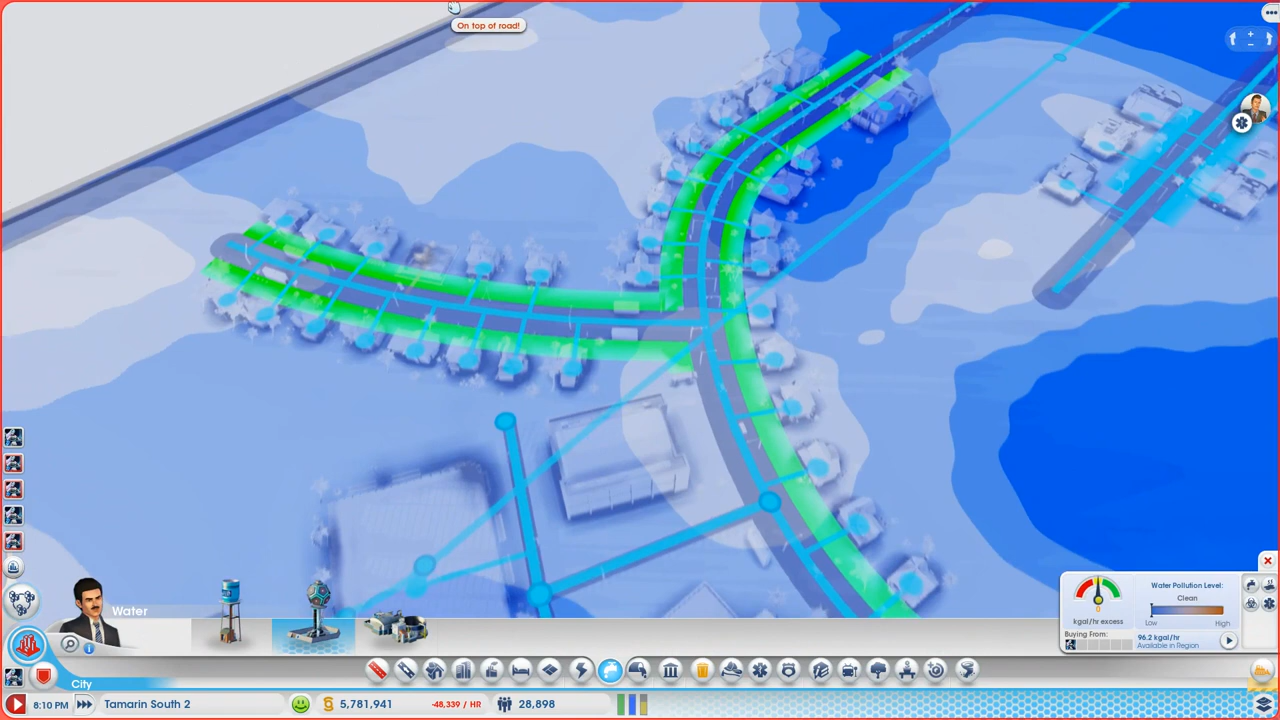 On top of road!
Water
Water Pollution Level:
Clean
0
kgal/hr excess
Low
High
Buying From:
96.2 kgal/hr
Available in Region
City
8:10 PM
Tamarin South 2
5,781,941
-48,339 / HR
28,898